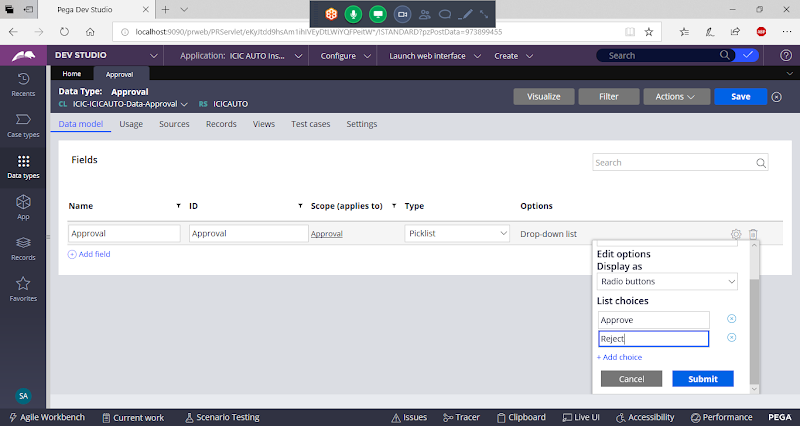 Pega Dev Studio
localhost:9090/prweb/PRServlet/eKyJtdd9hsAm1ihIVEyDtLWiYQFPeitW*/!STANDARD?pzPostData=973899455
DEV STUDIO
Application: ICIC AUTO Ins...
Configure
Launch web interface
Create
Search
Home
Approval
Recents
Case types
Data types
App
Records
Favorites
SA
Data Type: Approval
CL ICIC-ICICAUTO-Data-Approval RS ICICAUTO
Visualize
Filter
Actions
Save
Data model Usage Sources Records Views Test cases Settings
Fields
Search
Name ID Scope (applies to) Type Options
Approval Approval Approval Picklist Drop-down list
Add field
Edit options
Display as
Radio buttons
List choices
Approve
Reject
+ Add choice
Cancel Submit
Agile Workbench Current work Scenario Testing Issues Tracer Clipboard Live UI Accessibility Performance PEGA